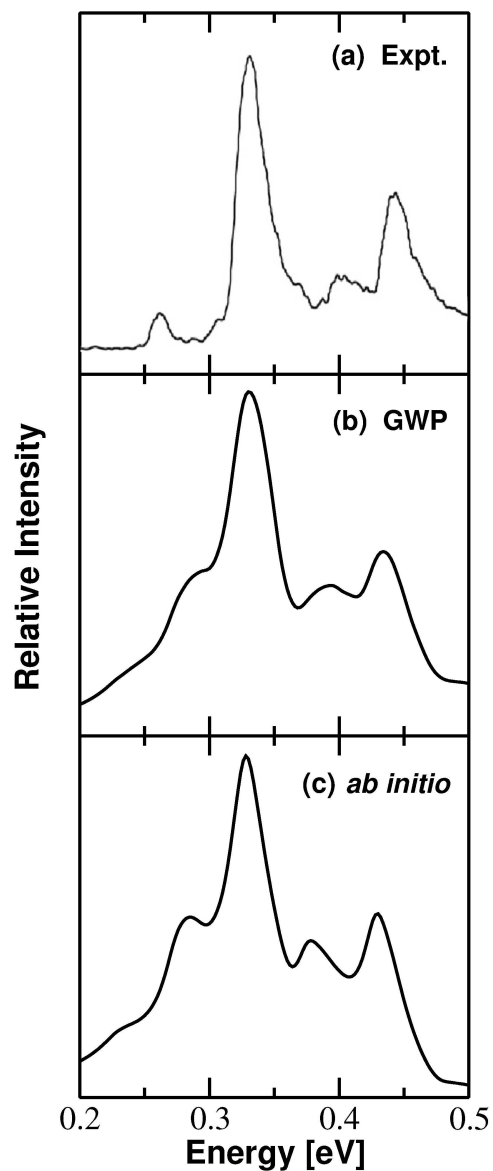 (a) Expt.
(b) GWP
(c) ab initio
Relative Intensity
0.2 0.3 0.4 0.5
Energy [eV]